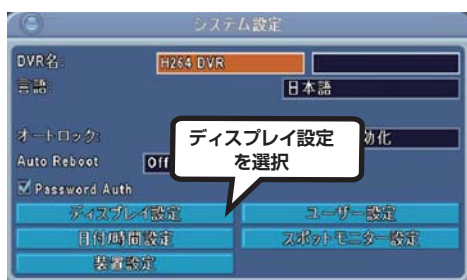 システム設定
DVR名: H264 DVR
言語: 日本語
オートロック: 効化
Auto Reboot Off
ディスプレイ設定
を選択
Password Auth
ディスプレイ設定 ユーザー設定
日付/時間設定 スポットモニター設定
装置設定